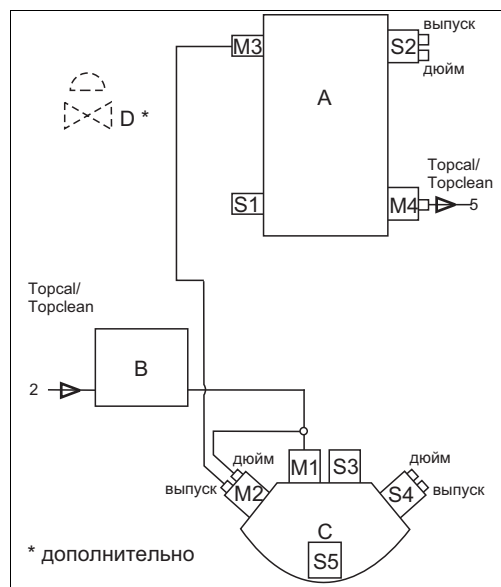 выпуск
M3
S2
дюйм
A
D *
Topcal/
Topclean
S1
M4
5
Topcal/
Topclean
B
2
дюйм
M1
S3
дюйм
выпуск
M2
S4
выпуск
C
S5
* дополнительно